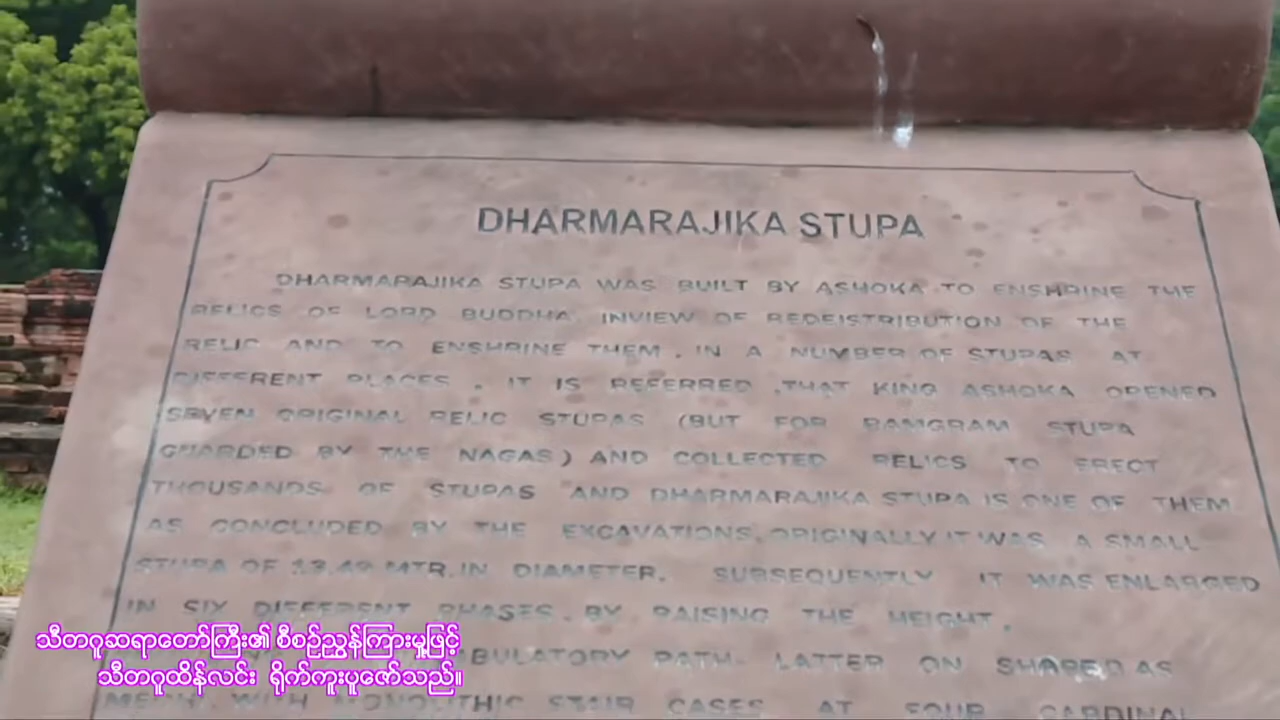 DHARMARAJIKA STUPA
DHARMARAJIKA STUPA WAS BUILT BY ASHOKA TO ENSHRINE THE
RELICS OF LORD BUDDHA. INVIEW OF REDEISTRIBUTION OF THE
RELIC AND TO ENSHRINE THEM . IN A NUMBER OF STUPAS AT
DIFFERENT PLACES . IT IS REFERRED .THAT KING ASHOKA OPENED
SEVEN ORIGINAL RELIC STUPAS (BUT FOR RAMGRAM STUPA
GUARDED BY THE NAGAS) AND COLLECTED RELICS TO ERECT
THOUSANDS OF STUPAS AND DHARMARAJIKA STUPA IS ONE OF THEM
AS CONCLUDED BY THE EXCAVATIONS. ORIGINALLY IT WAS A SMALL
STUPA OF 13.49 MTR. IN DIAMETER. SUBSEQUENTLY IT WAS ENLARGED
IN SIX DIFFERENT PHASES . BY RAISING THE HEIGHT .
PATH LATTER ON SHARED AS
WITH MONOLITHIC STAIR CASES AT FOUR CARDINAL
သီတဂူဆရာတော်ကြီး၏ စီစဉ်ညွှန်ကြားမှုဖြင့်
သီတဂူထိန်လင်း ရိုက်ကူးပူဇော်သည်။